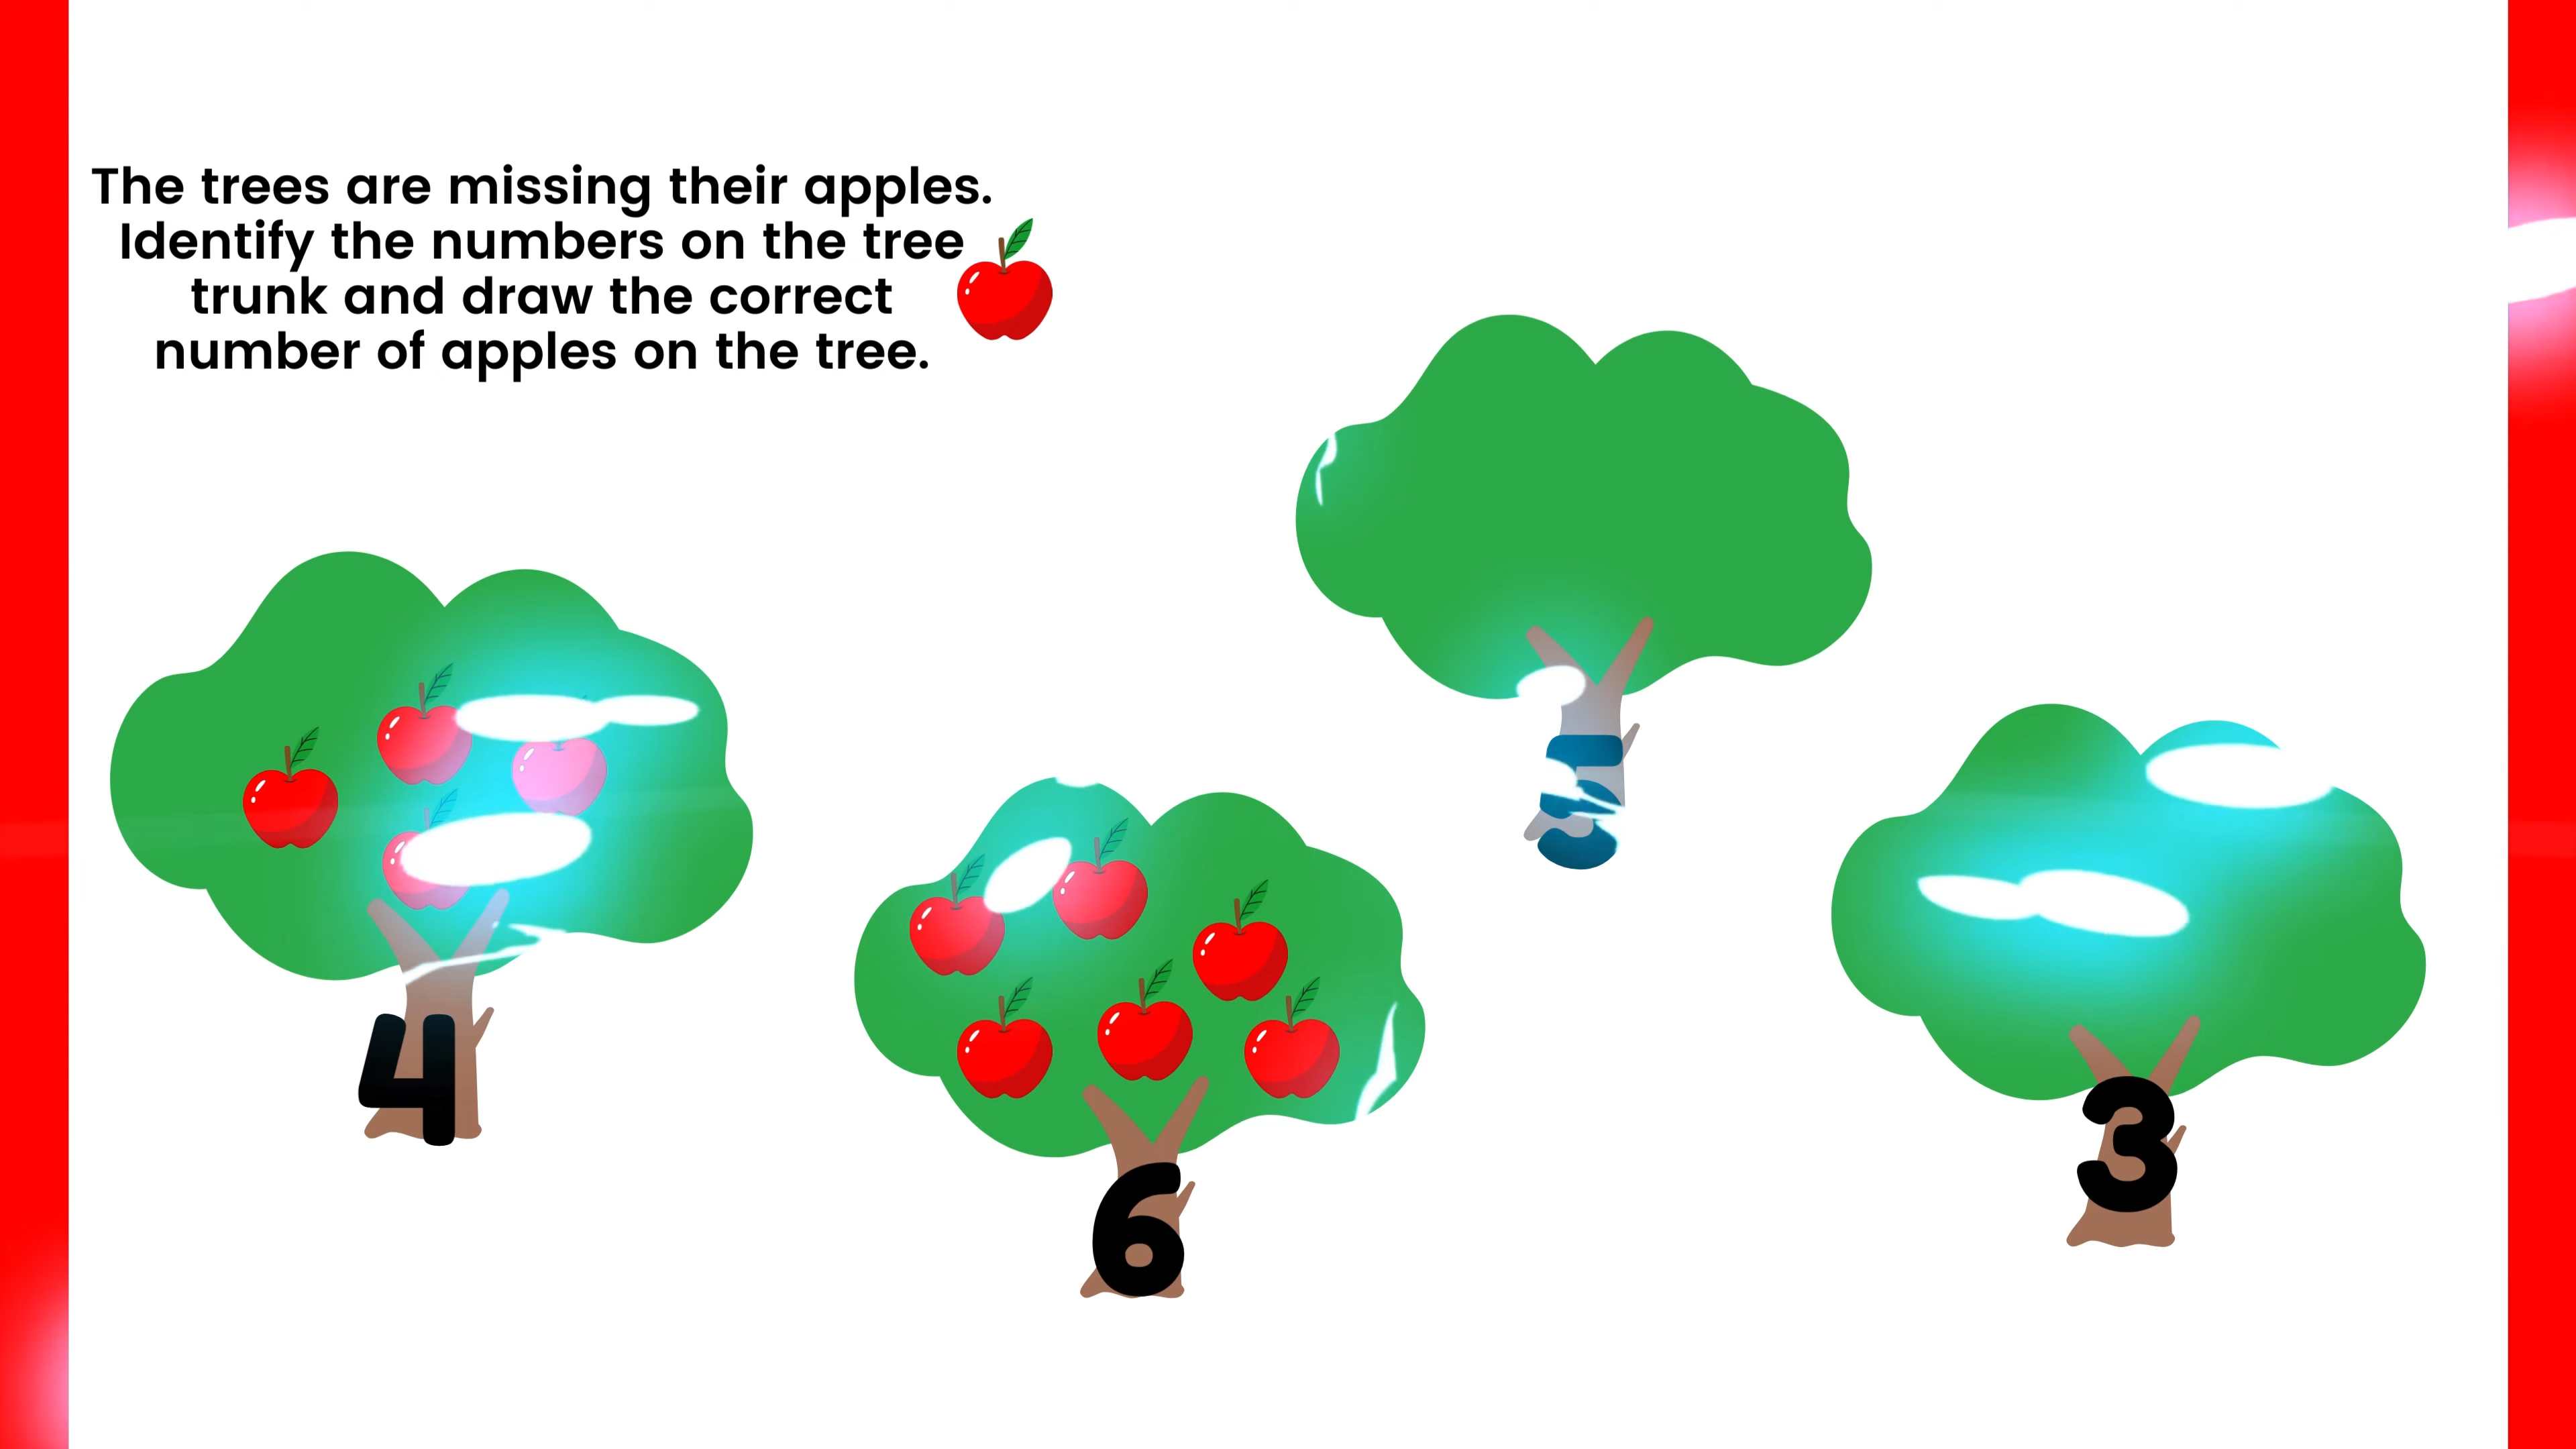 The trees are missing their apples.
Identify the numbers on the tree
trunk and draw the correct
number of apples on the tree.
5
4
3
6